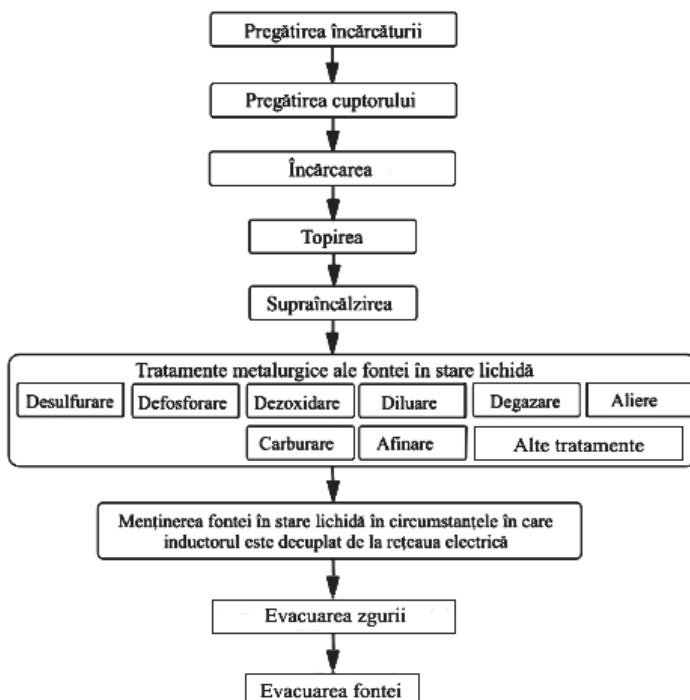 Pregătirea încărcăturii
Pregătirea cuptorului
Încărcarea
Topirea
Supraîncălzirea
Tratamente metalurgice ale fontei în stare lichidă
Desulfurare Defosforare Dezoxidare Diluare Degazare Aliere
Carburare Afinare Alte tratamente
Menținerea fontei în stare lichidă în circumstanțele în care
inductorul este decuplat de la rețeaua electrică
Evacuarea zgurii
Evacuarea fontei